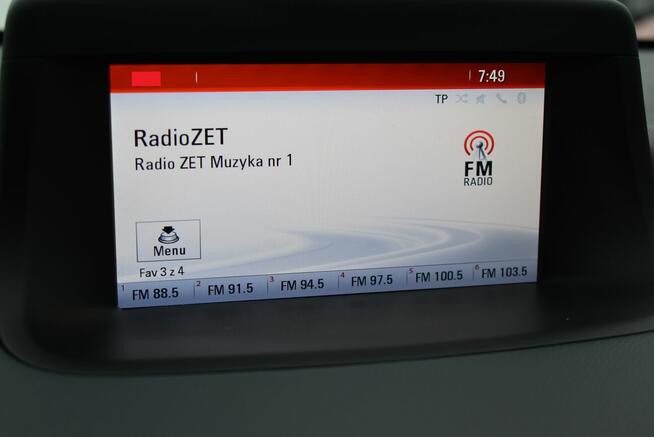 7:49
TP
RadioZET
Radio ZET Muzyka nr 1
FM
RADIO
Menu
Fav 3 z 4
1 FM 88.5 2 FM 91.5 3 FM 94.5 4 FM 97.5 5 FM 100.5 6 FM 103.5